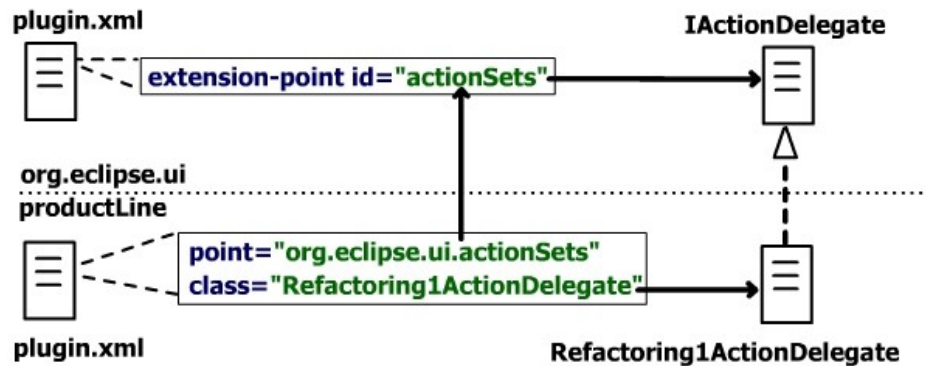 plugin.xml
IActionDelegate
extension-point id="actionSets"
org.eclipse.ui
productLine
point="org.eclipse.ui.actionSets"
class="Refactoring1ActionDelegate"
plugin.xml
Refactoring1ActionDelegate